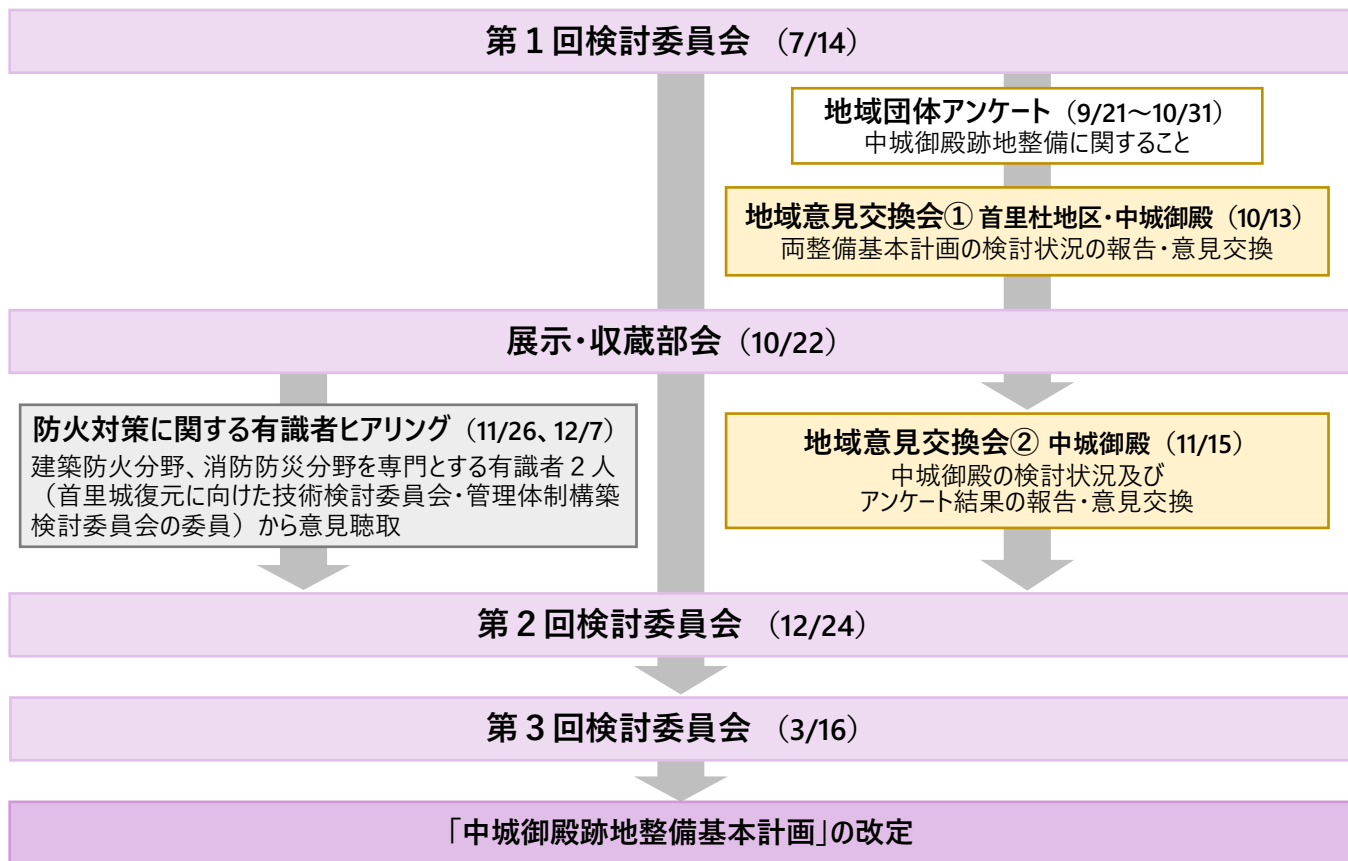 第１回検討委員会 （7/14）
地域団体アンケート（9/21～10/31）
中城御殿跡地整備に関すること
地域意見交換会① 首里杜地区・中城御殿（10/13）
両整備基本計画の検討状況の報告・意見交換
展示・収蔵部会（10/22）
防火対策に関する有識者ヒアリング（11/26、12/7）
建築防火分野、消防防災分野を専門とする有識者２人
（首里城復元に向けた技術検討委員会・管理体制構築
検討委員会の委員）から意見聴取
地域意見交換会② 中城御殿（11/15）
中城御殿の検討状況及び
アンケート結果の報告・意見交換
第２回検討委員会 （12/24）
第３回検討委員会 （3/16）
「中城御殿跡地整備基本計画」の改定